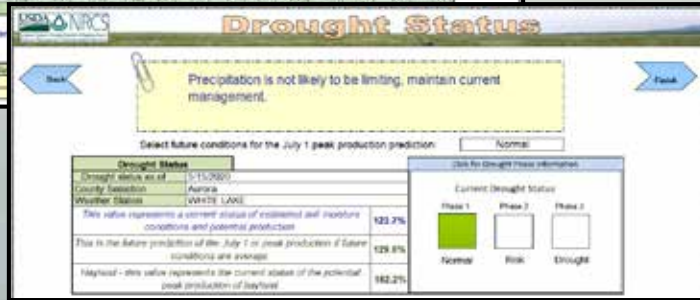 USDA NRCS
Drought Status
Back
Precipitation is not likely to be limiting, maintain current
management.
Finish
Select future conditions for the July 1 peak production prediction:
Normal
Drought Status
Drought status as of 5/15/2020
County Selection Aurora
Weather Station WHITE LAKE
This value represents a current status of estimated soil moisture
conditions and potential production
123.7%
This is the future prediction of the July 1 or peak production if future
conditions are average
Hayland - this value represents the current status of the potential
peak production of hayland
162.2%
Click for Drought Phase Information
Current Drought Status
Phase 1 Phase 2 Phase 3
Normal Risk Drought